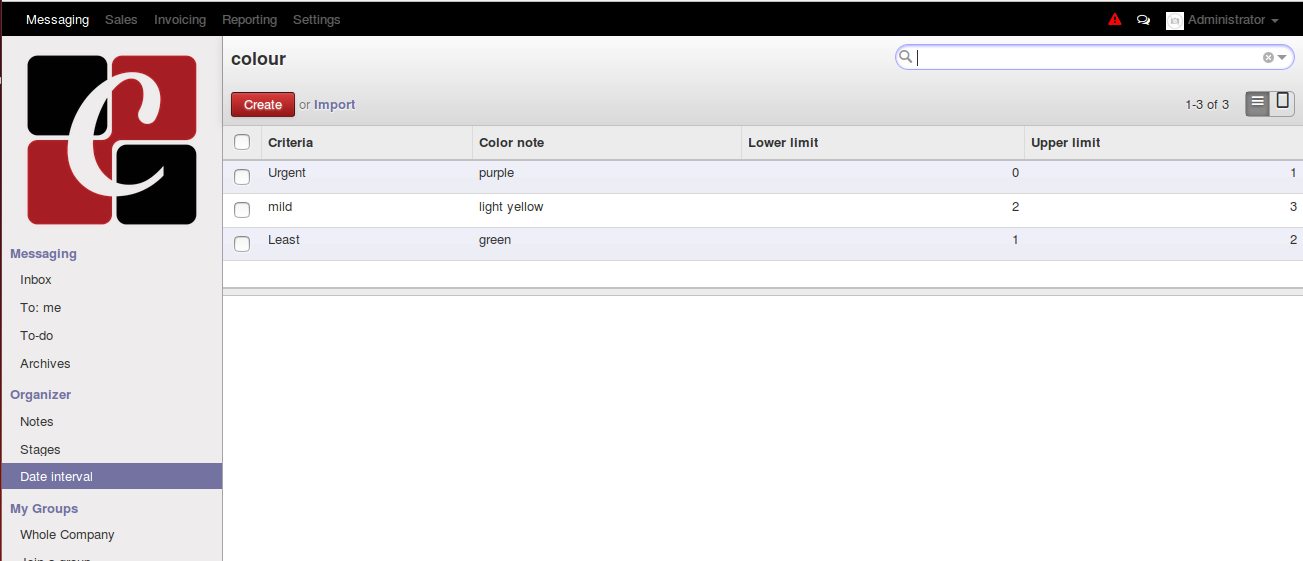 Messaging Sales Invoicing Reporting Settings Administrator
C
colour
Create or Import 1-3 of 3
Criteria Color note Lower limit Upper limit
Urgent purple 0 1
mild light yellow 2 3
Least green 1 2
Messaging
Inbox
To: me
To-do
Archives
Organizer
Notes
Stages
Date interval
My Groups
Whole Company
Join a group